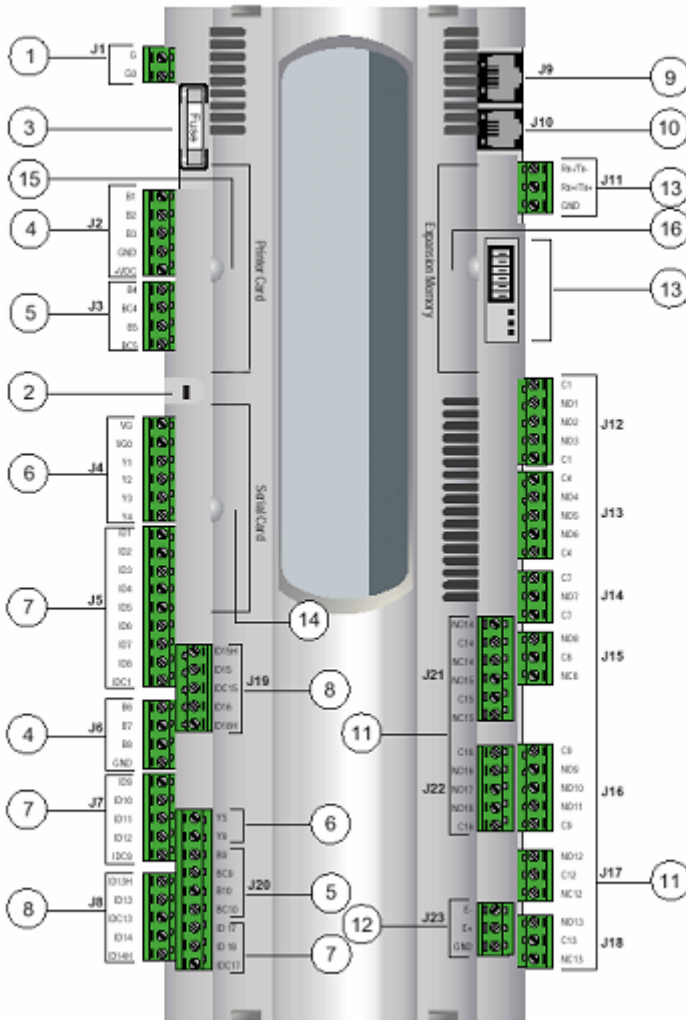 1
J1
G
G0
3
Fuse
15
4
J2
B1
B2
B3
GND
+VDC
5
J3
B4
BC4
B5
BC5
2
6
J4
VG
VG0
Y1
Y2
Y3
Y4
7
J5
ID1
ID2
ID3
ID4
ID5
ID6
ID7
ID8
IDC1
4
J6
B6
B7
B8
GND
7
J7
ID9
ID10
ID11
ID12
IDC9
8
J8
ID13H
ID13
IDC13
ID14
ID14H
Printer Card
Serial Card
14
J19
ID15H
ID15
IDC15
ID16
ID16H
8
Y5
Y6
6
J20
B9
BC9
B10
BC10
5
ID 17
ID 18
IDC17
7
Expansion Memory
J21
NO14
C14
NC14
NO15
C15
NC15
11
J22
C16
NO16
NO17
NO18
C16
12
J23
E-
E+
GND
J9
9
J10
10
Rx-/Tx-
Rx+/Tx+
GND
J11
13
16
13
C1
NO1
NO2
NO3
C1
J12
C4
NO4
NO5
NO6
C4
J13
C7
NO7
C7
J14
NO8
C8
NC8
J15
C9
NO9
NO10
NO11
C9
J16
NO12
C12
NC12
J17
11
NO13
C13
NC13
J18